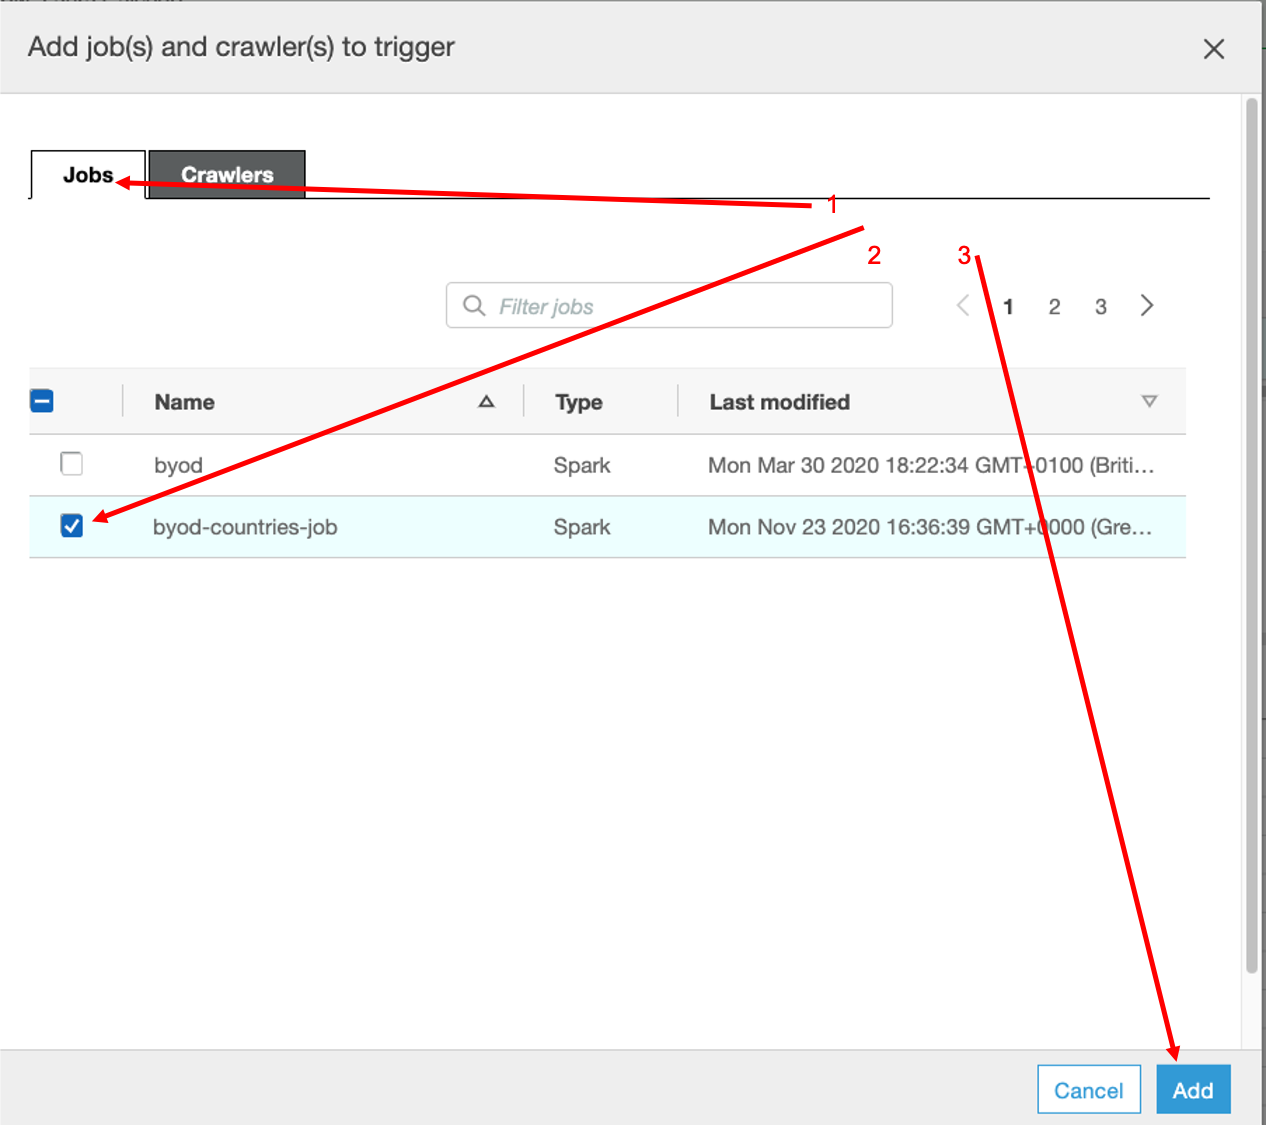 Add job(s) and crawler(s) to trigger
Jobs
Crawlers
1
2
3
Filter jobs
1 2 3
Name Type Last modified
byod Spark Mon Mar 30 2020 18:22:34 GMT+0100 (Briti...
byod-countries-job Spark Mon Nov 23 2020 16:36:39 GMT+0000 (Gre...
Cancel Add